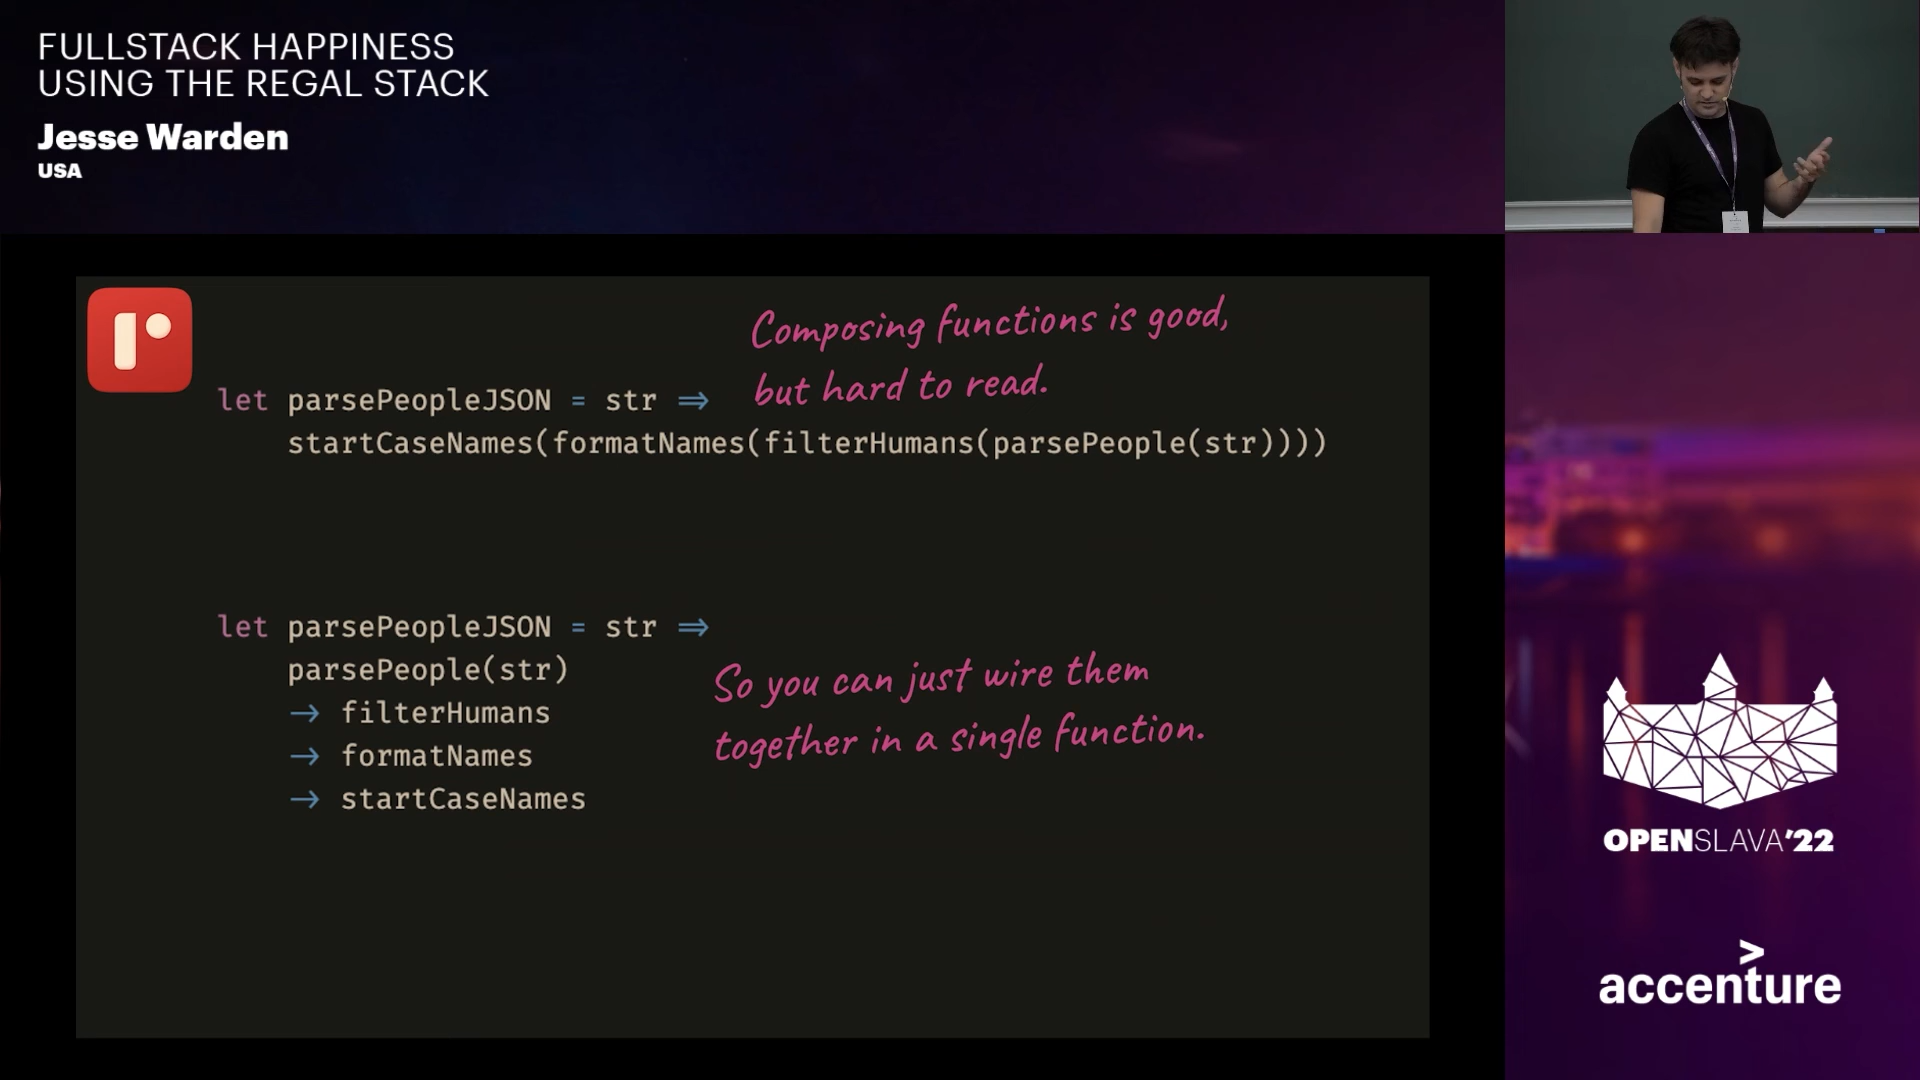 FULLSTACK HAPPINESS
USING THE REGAL STACK
Jesse Warden
USA
Composing functions is good,
but hard to read.
let parsePeopleJSON = str ⇒
startCaseNames(formatNames(filterHumans(parsePeople(str))))
let parsePeopleJSON = str ⇒
parsePeople(str)
→ filterHumans
→ formatNames
→ startCaseNames
So you can just wire them
together in a single function.
OPENSLAVA'22
accenture